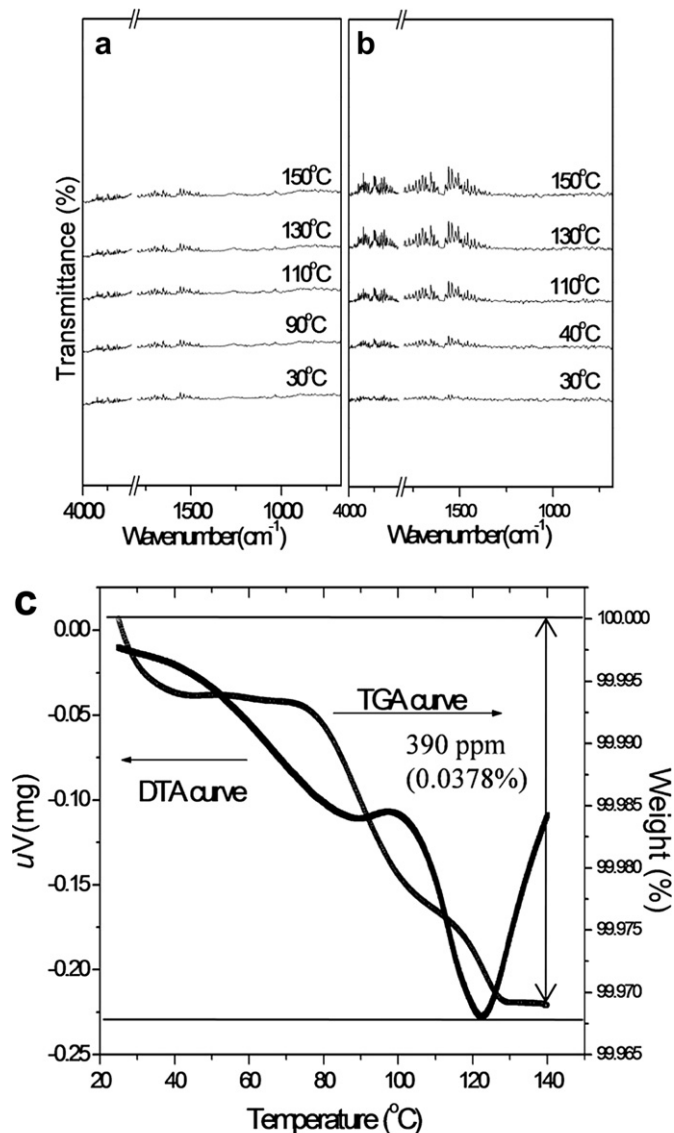 a
b
Transmittance (%)
150°C
130°C
110°C
90°C
30°C
150°C
130°C
110°C
40°C
30°C
4000 1500 1000
4000 1500 1000
Wavenumber(cm⁻¹)
Wavenumber(cm⁻¹)
c
0.00
-0.05
-0.10
-0.15
-0.20
-0.25
uV(mg)
TGA curve
390 ppm
(0.0378%)
DTA curve
100.000
99.995
99.990
99.985
99.980
99.975
99.970
99.965
Weight (%)
20 40 60 80 100 120 140
Temperature (°C)